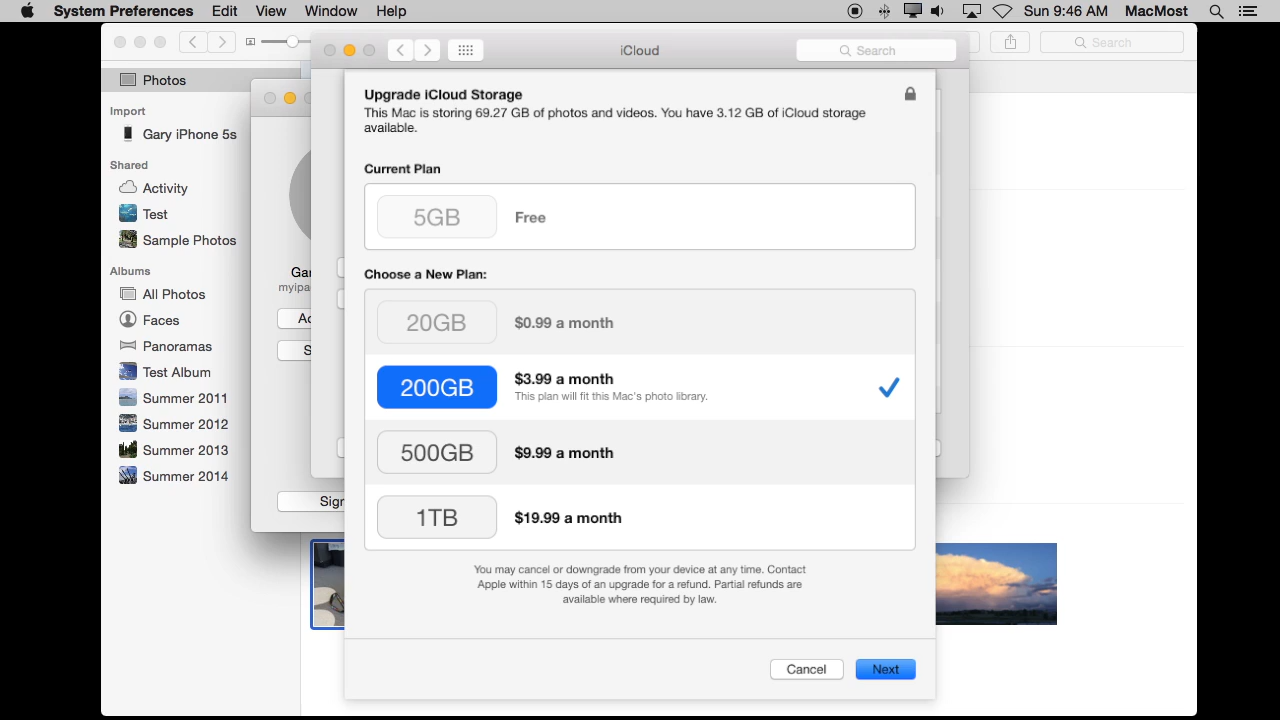 System Preferences Edit View Window Help Sun 9:46 AM MacMost
iCloud
Search
Search
Photos
Import
Gary iPhone 5s
Shared
Activity
Test
Sample Photos
Albums
All Photos
Faces
Panoramas
Test Album
Summer 2011
Summer 2012
Summer 2013
Summer 2014
Upgrade iCloud Storage
This Mac is storing 69.27 GB of photos and videos. You have 3.12 GB of iCloud storage
available.
Current Plan
5GB Free
Choose a New Plan:
20GB $0.99 a month
200GB $3.99 a month
This plan will fit this Mac's photo library.
500GB $9.99 a month
1TB $19.99 a month
You may cancel or downgrade from your device at any time. Contact
Apple within 15 days of an upgrade for a refund. Partial refunds are
available where required by law.
Cancel Next